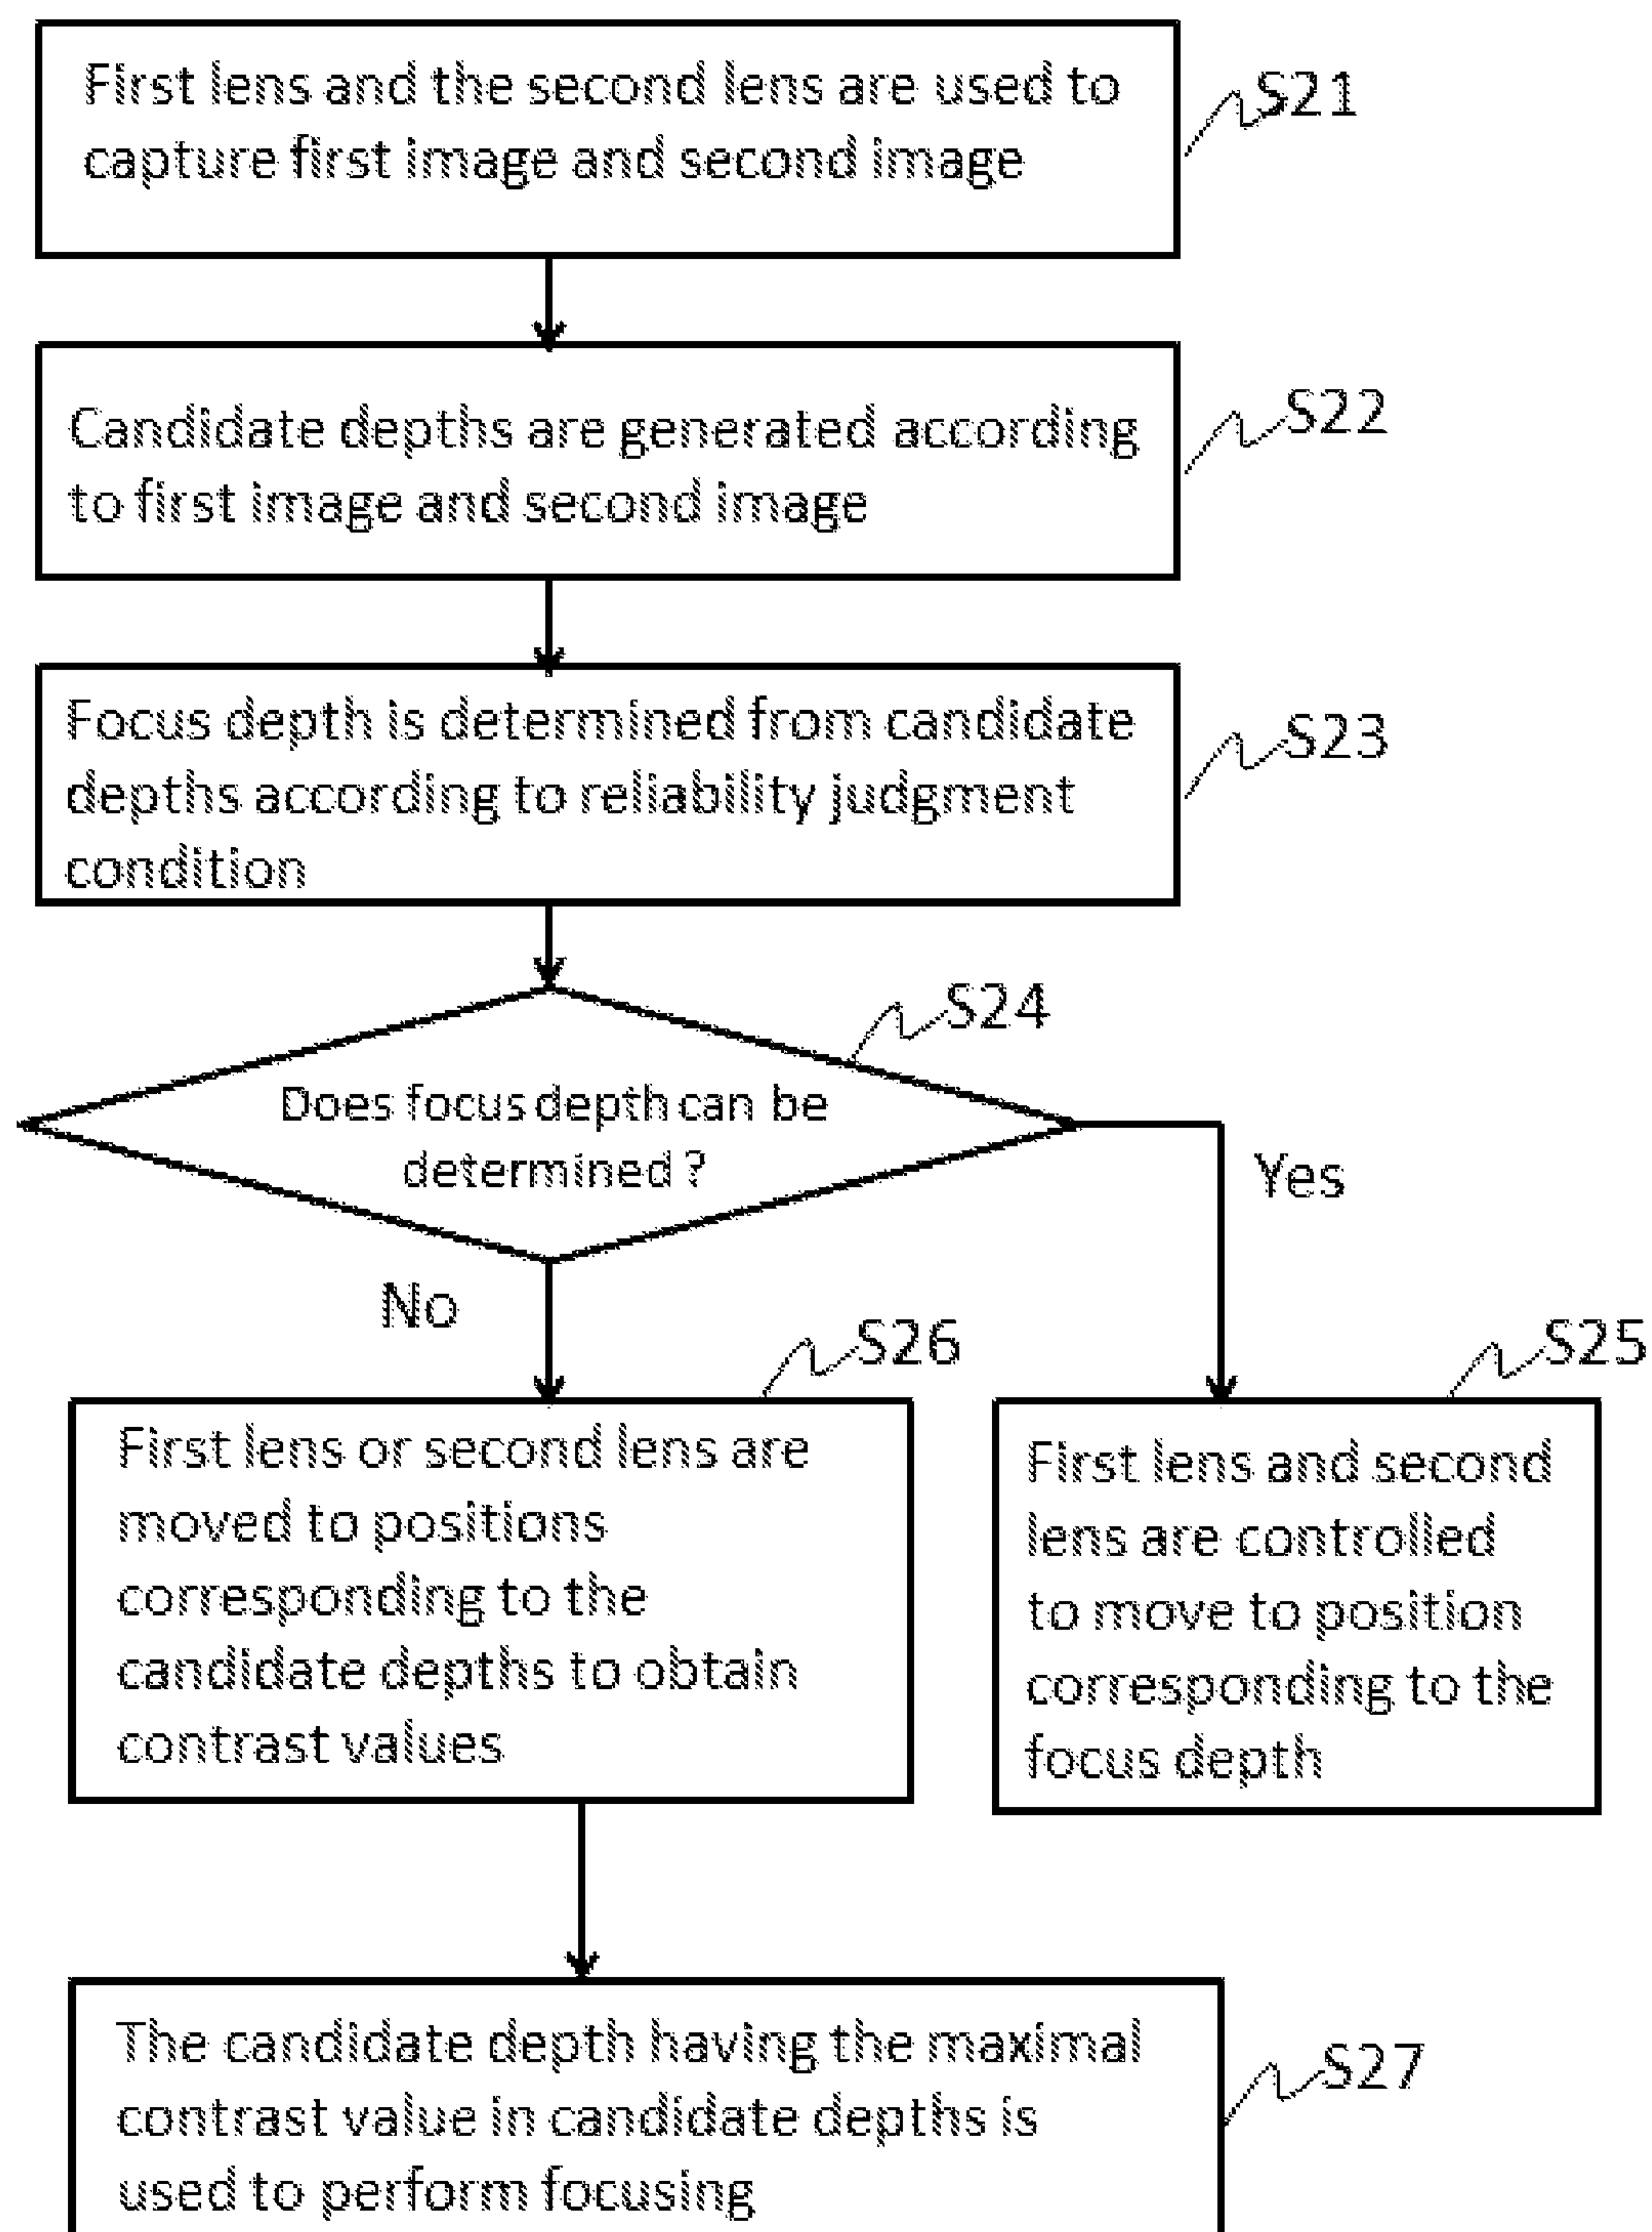 First lens and the second lens are used to
capture first image and second image
S21
Candidate depths are generated according
to first image and second image
S22
Focus depth is determined from candidate
depths according to reliability judgment
condition
S23
S24
Does focus depth can be
determined ?
Yes
No
S26
First lens or second lens are
moved to positions
corresponding to the
candidate depths to obtain
contrast values
S25
First lens and second
lens are controlled
to move to position
corresponding to the
focus depth
The candidate depth having the maximal
contrast value in candidate depths is
used to perform focusing
S27